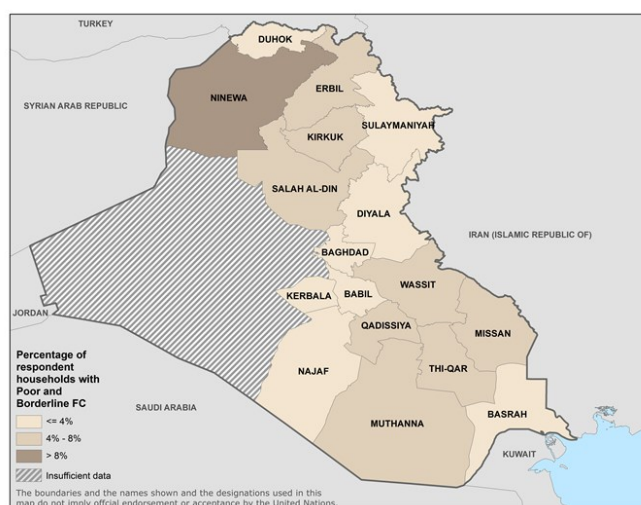 TURKEY
DUHOK
NINEWA
ERBIL
SYRIAN ARAB REPUBLIC
SULAYMANIYAH
KIRKUK
SALAH AL-DIN
DIYALA
IRAN (ISLAMIC REPUBLIC OF)
BAGHDAD
WASSIT
KERBALA
BABIL
JORDAN
QADISSIYA
MISSAN
Percentage of
respondent
households with
Poor and
Borderline FC
NAJAF
THI-QAR
SAUDI ARABIA
BASRAH
<= 4%
MUTHANNA
4% - 8%
> 8%
KUWAIT
Insufficient data
The boundaries and the names shown and the designations used in this
map do not imply offcial endorsement or acceptance by the United Nations.